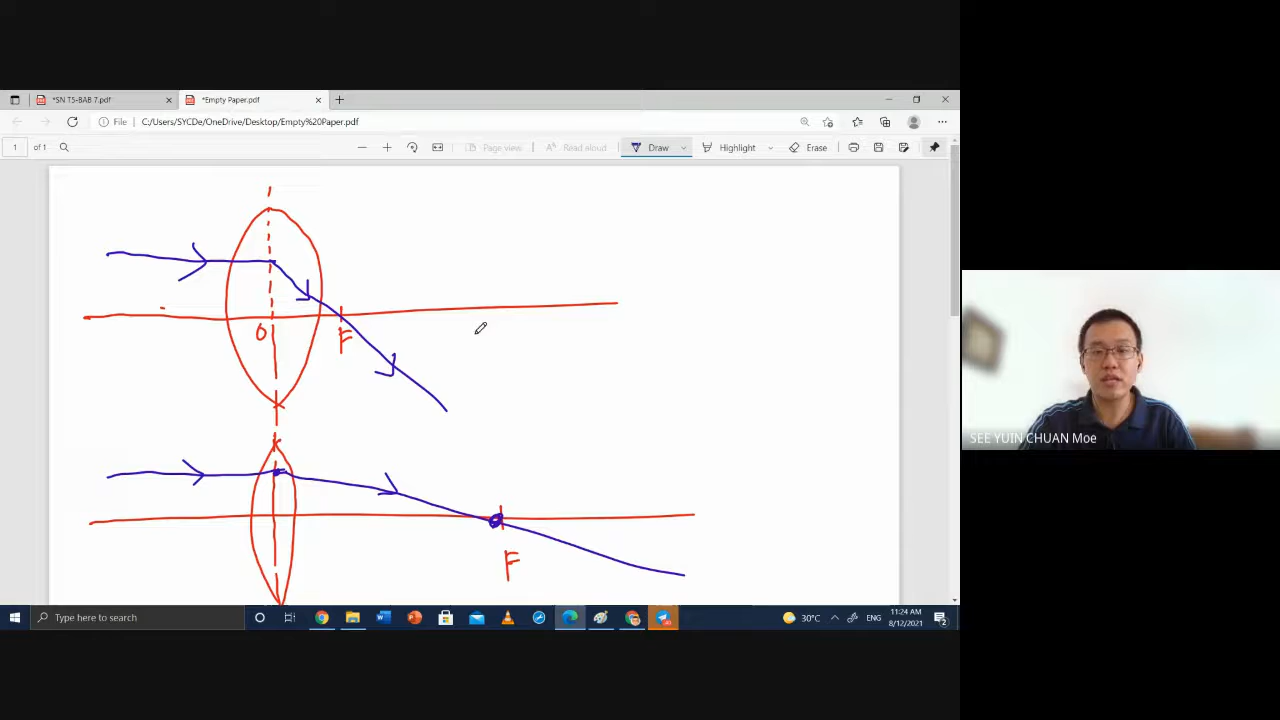 *SN T5-BAB 7.pdf
*Empty Paper.pdf
File
C:/Users/SYCDe/OneDrive/Desktop/Empty%20Paper.pdf
1 of 1
Page view
Read aloud
Draw
Highlight
Erase
O
F
F
SEE YUIN CHUAN Moe
Type here to search
30°C
ENG
11:24 AM
8/12/2021
2